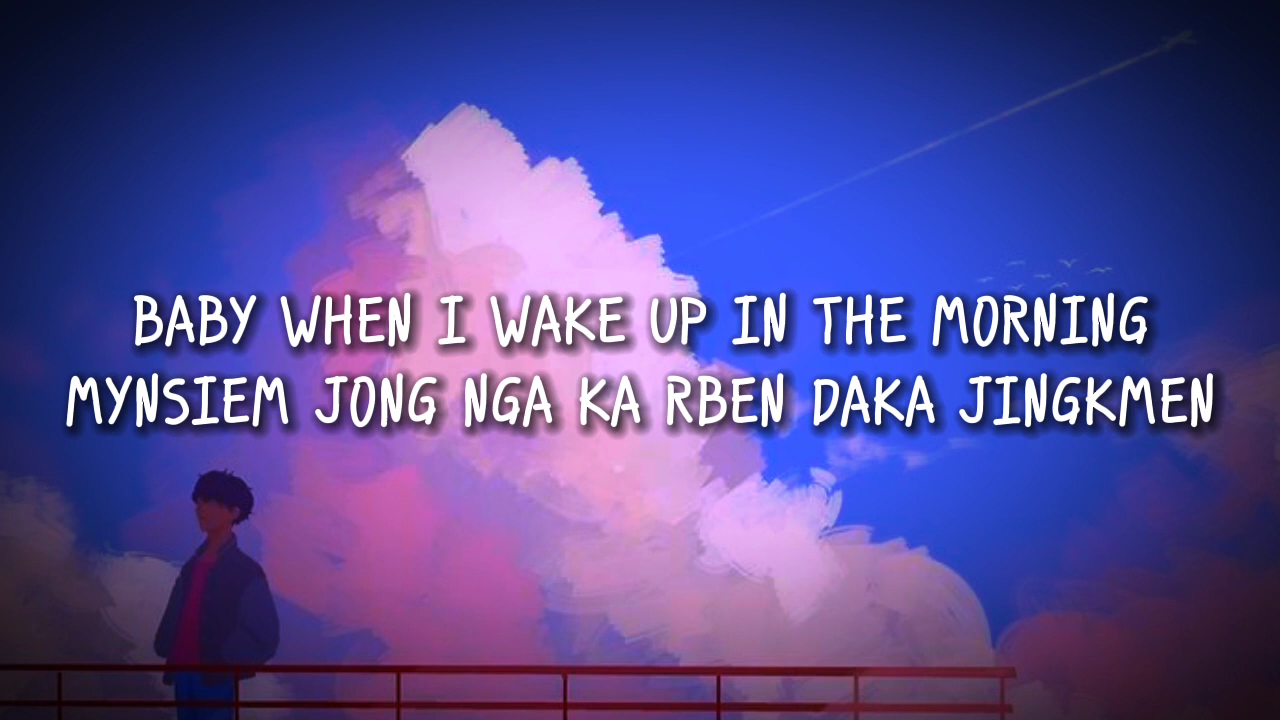 BABY WHEN I WAKE UP IN THE MORNING
MYNSIEM JONG NGA KA RBEN DAKA JINGKMEN